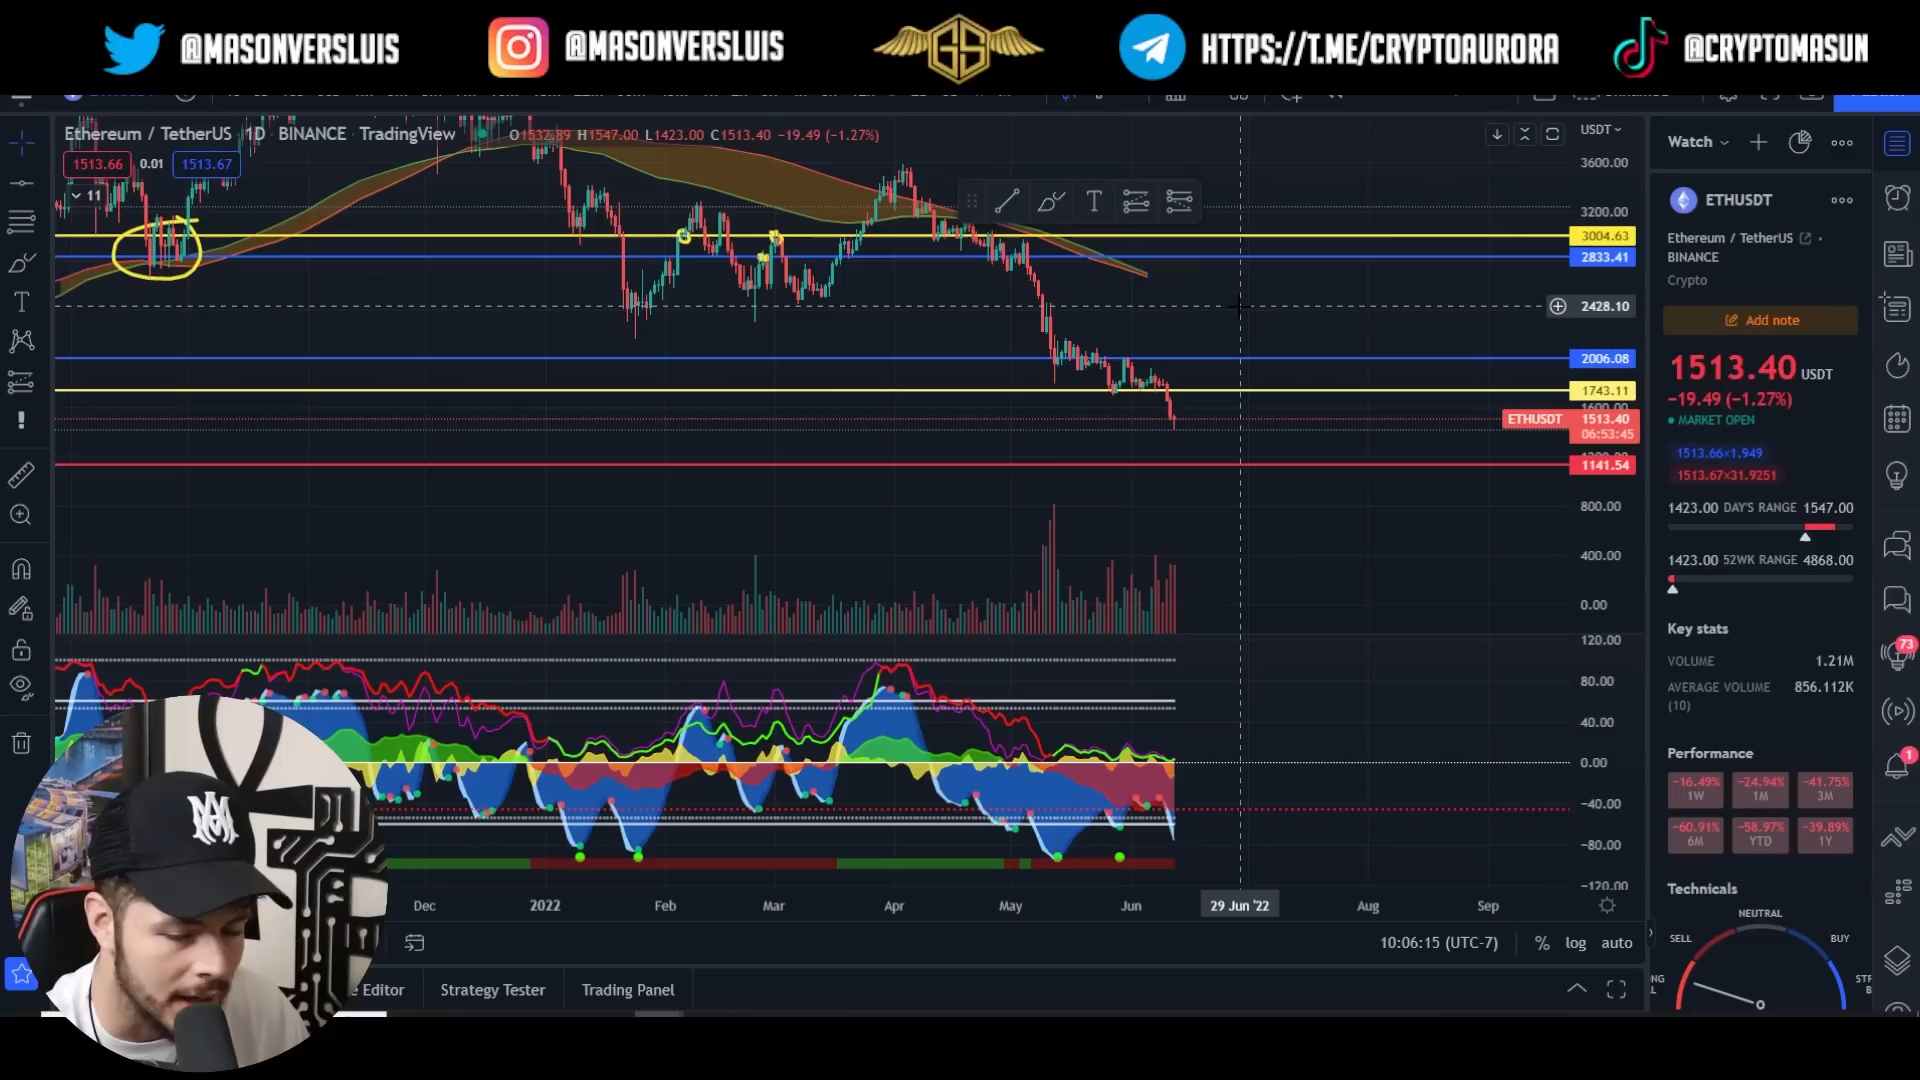 @MASONVERSLUIS
@MASONVERSLUIS
GS
HTTPS://T.ME/CRYPTOAURORA
@CRYPTOMASUN
Ethereum / TetherUS 1D BINANCE TradingView
O1532.89 H1547.00 L1423.00 C1513.40 −19.49 (−1.27%)
1513.66 0.01 1513.67
11
USDT
3600.00
3200.00
3004.63
2833.41
2428.10
2006.08
1743.11
1600.00
ETHUSDT 1513.40
06:53:45
1141.54
800.00
400.00
0.00
120.00
80.00
40.00
0.00
−40.00
−80.00
−120.00
Dec 2022 Feb Mar Apr May Jun 29 Jun '22 Aug Sep
10:06:15 (UTC-7) % log auto
Editor Strategy Tester Trading Panel
Watch
ETHUSDT
Ethereum / TetherUS
BINANCE
Crypto
Add note
1513.40 USDT
−19.49 (−1.27%)
MARKET OPEN
1513.66×1.949
1513.67×31.9251
1423.00 DAY'S RANGE 1547.00
1423.00 52WK RANGE 4868.00
Key stats
VOLUME 1.21M
AVERAGE VOLUME 856.112K
(10)
Performance
−16.49% −24.94% −41.75%
1W 1M 3M
−60.91% −58.97% −39.89%
6M YTD 1Y
Technicals
NEUTRAL
SELL BUY
73
1